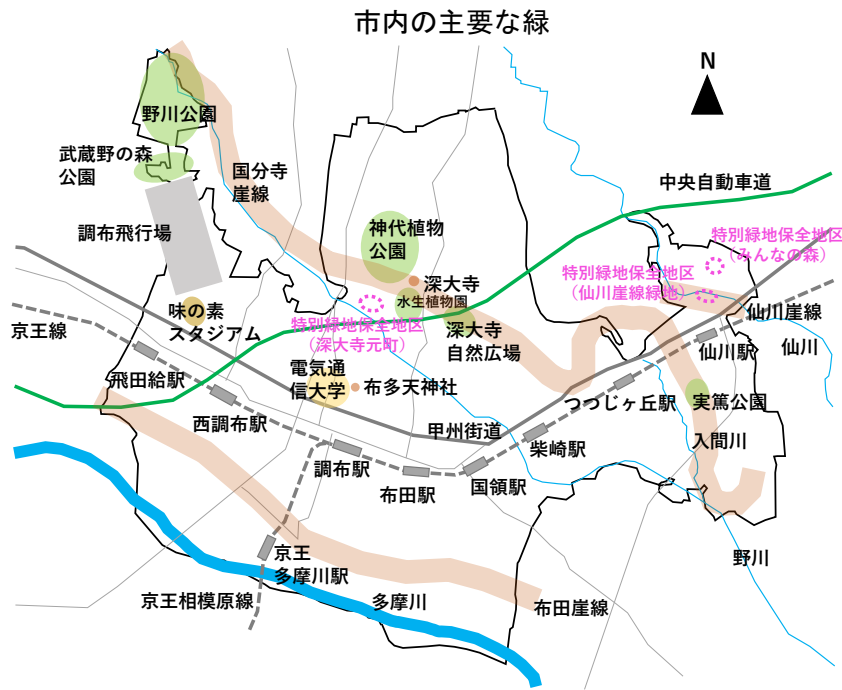 市内の主要な緑
N
野川公園
武蔵野の森
公園
国分寺
崖線
中央自動車道
調布飛行場
神代植物
公園
特別緑地保全地区
(みんなの森)
特別緑地保全地区
(仙川崖線緑地)
深大寺
水生植物園
味の素
スタジアム
京王線
特別緑地保全地区
(深大寺元町)
深大寺
自然広場
仙川崖線
仙川駅
仙川
電気通
信大学
布多天神社
飛田給駅
つつじヶ丘駅
実篤公園
西調布駅
甲州街道
入間川
柴崎駅
調布駅
布田駅
国領駅
京王
多摩川駅
野川
京王相模原線
多摩川
布田崖線